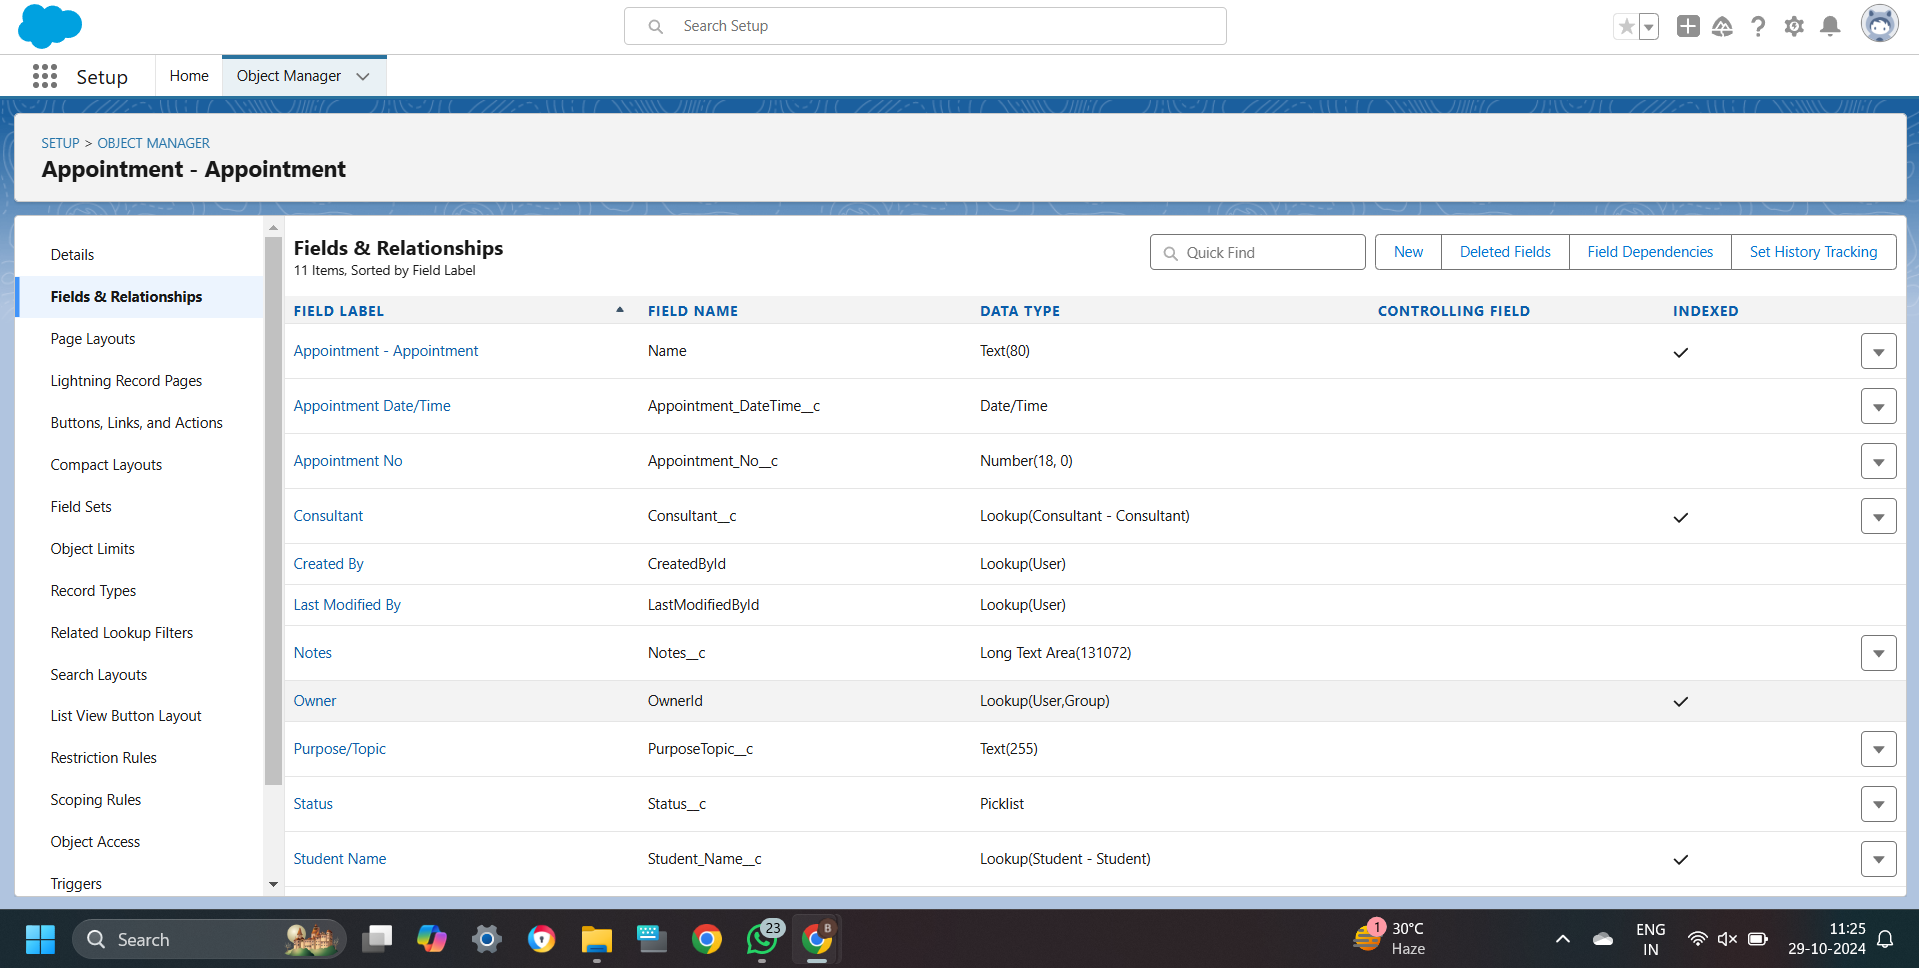 Search Setup
Setup
Home
Object Manager
SETUP > OBJECT MANAGER
Appointment - Appointment
Details
Fields & Relationships
Page Layouts
Lightning Record Pages
Buttons, Links, and Actions
Compact Layouts
Field Sets
Object Limits
Record Types
Related Lookup Filters
Search Layouts
List View Button Layout
Restriction Rules
Scoping Rules
Object Access
Triggers
Fields & Relationships
11 Items, Sorted by Field Label
Quick Find
New
Deleted Fields
Field Dependencies
Set History Tracking
FIELD LABEL FIELD NAME DATA TYPE CONTROLLING FIELD INDEXED
Appointment - Appointment Name Text(80)
Appointment Date/Time Appointment_DateTime__c Date/Time
Appointment No Appointment_No__c Number(18, 0)
Consultant Consultant__c Lookup(Consultant - Consultant)
Created By CreatedById Lookup(User)
Last Modified By LastModifiedById Lookup(User)
Notes Notes__c Long Text Area(131072)
Owner OwnerId Lookup(User,Group)
Purpose/Topic PurposeTopic__c Text(255)
Status Status__c Picklist
Student Name Student_Name__c Lookup(Student - Student)
Search
23
B
1
30°C
Haze
ENG
IN
11:25
29-10-2024